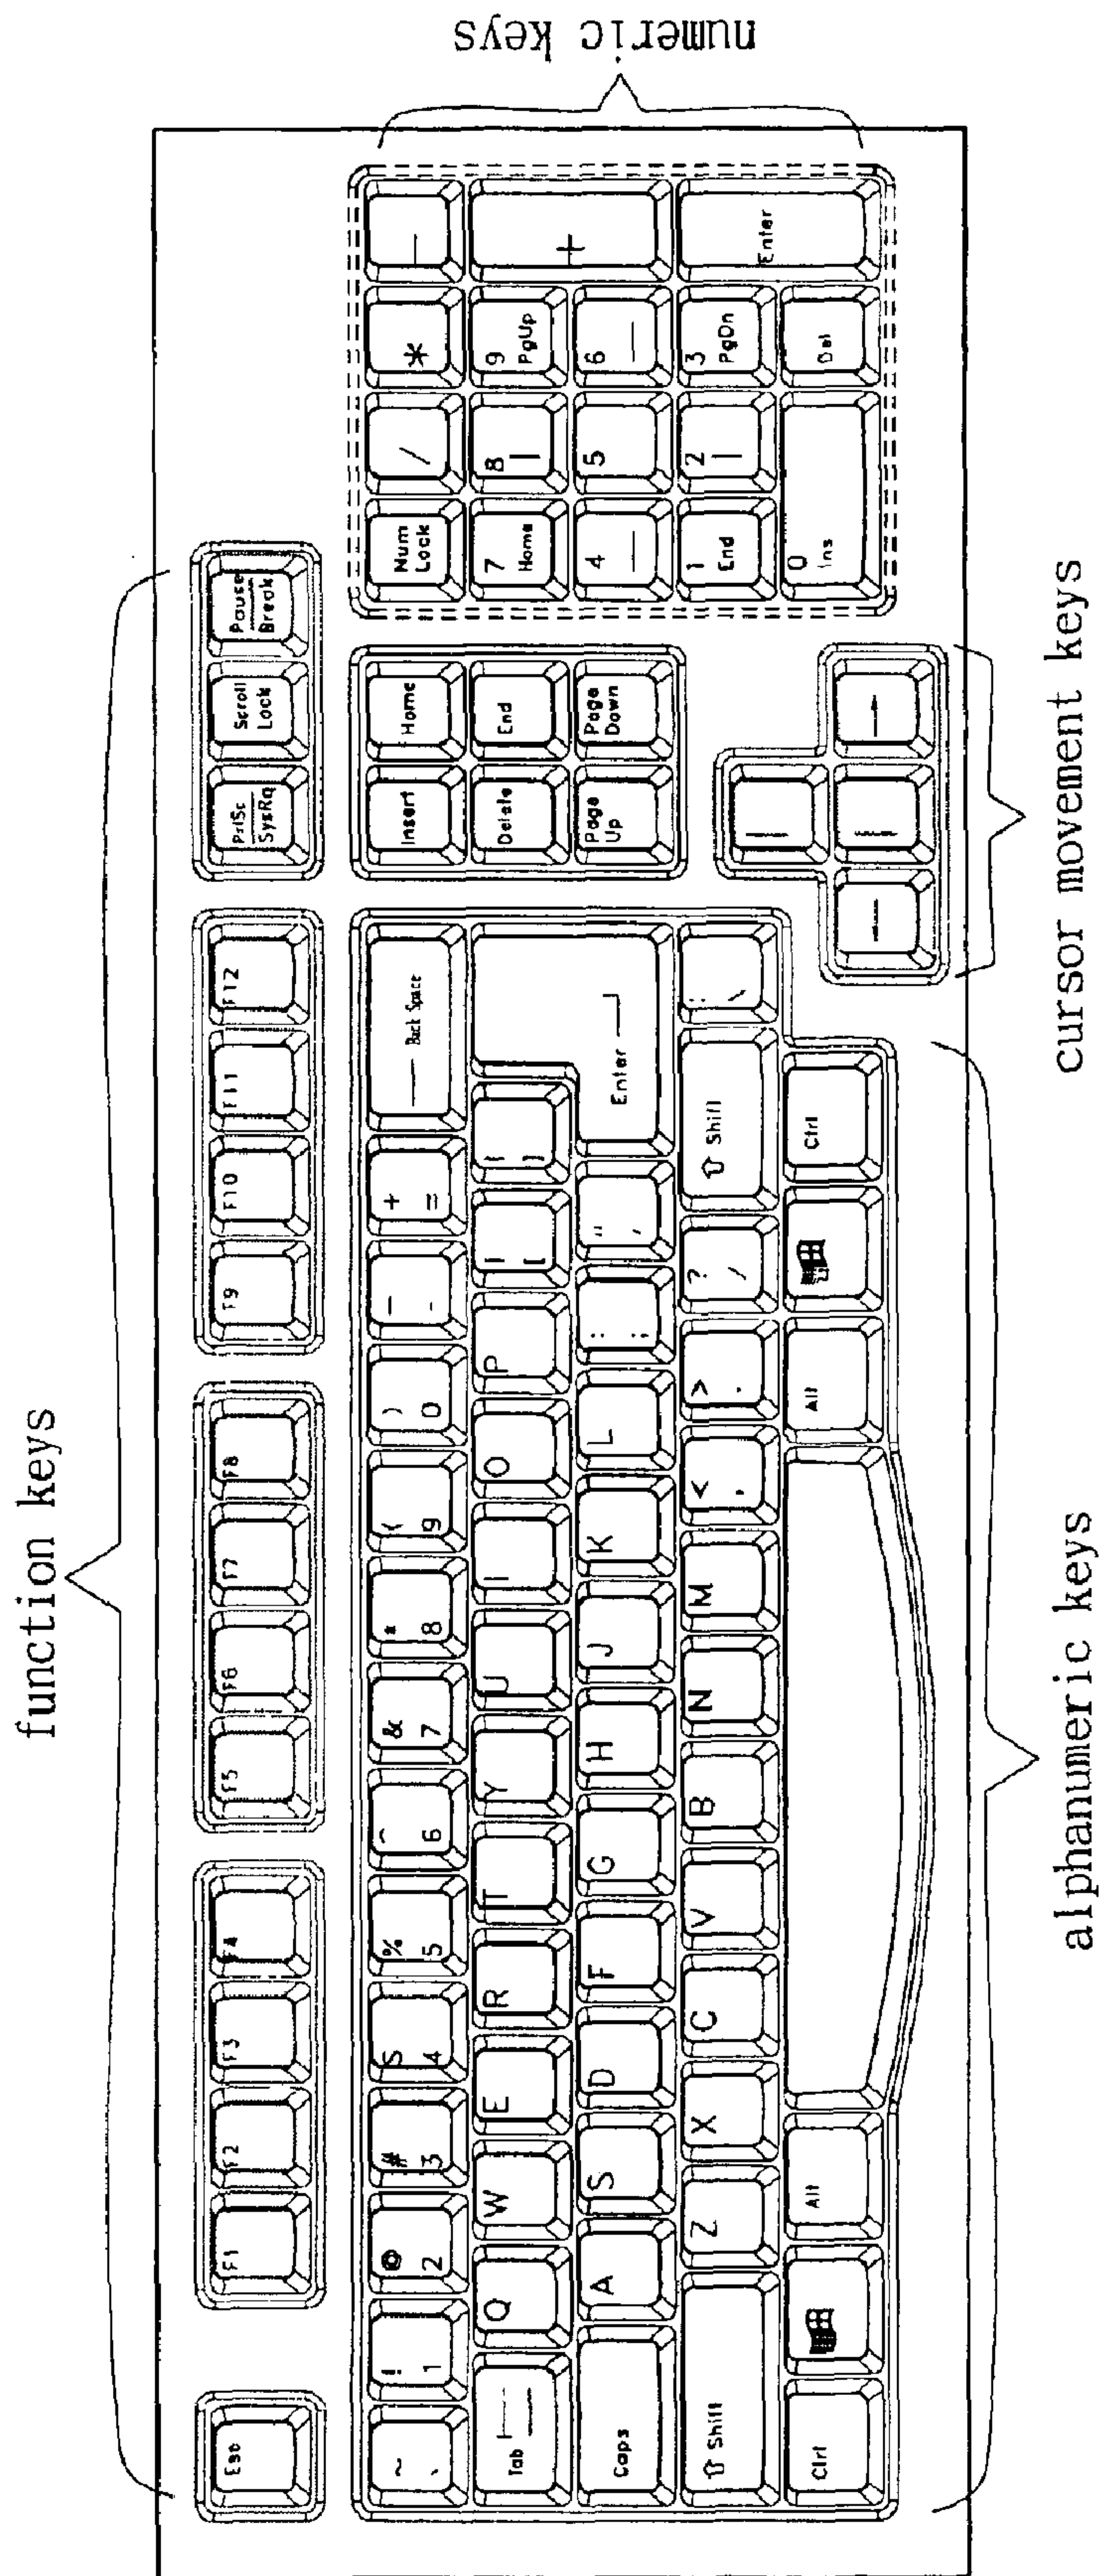 function keys
Esc
F1 F2 F3 F4
F5 F6 F7 F8
F9 F10 F11 F12
PrtSc SysRq
Scroll Lock
Pause Break
~ `
! 1
@ 2
# 3
S 4
% 5
6
& 7
* 8
( 9
) 0
— -
+ =
Back Space
Tab Q W E R T Y U I O P [ ]
Enter
Caps A S D F G H J K L : ; " '
⇧ Shift Z X C V B N M < , > . ? / ⇧ Shift \
Ctrl Alt Alt Ctrl
Insert Home
Delete End
Page Up
Page Down
Num Lock / * —
7 Home 8 9 PgUp +
4 5 6
1 End 2 3 PgDn Enter
0 Ins Del
numeric keys
cursor movement keys
alphanumeric keys